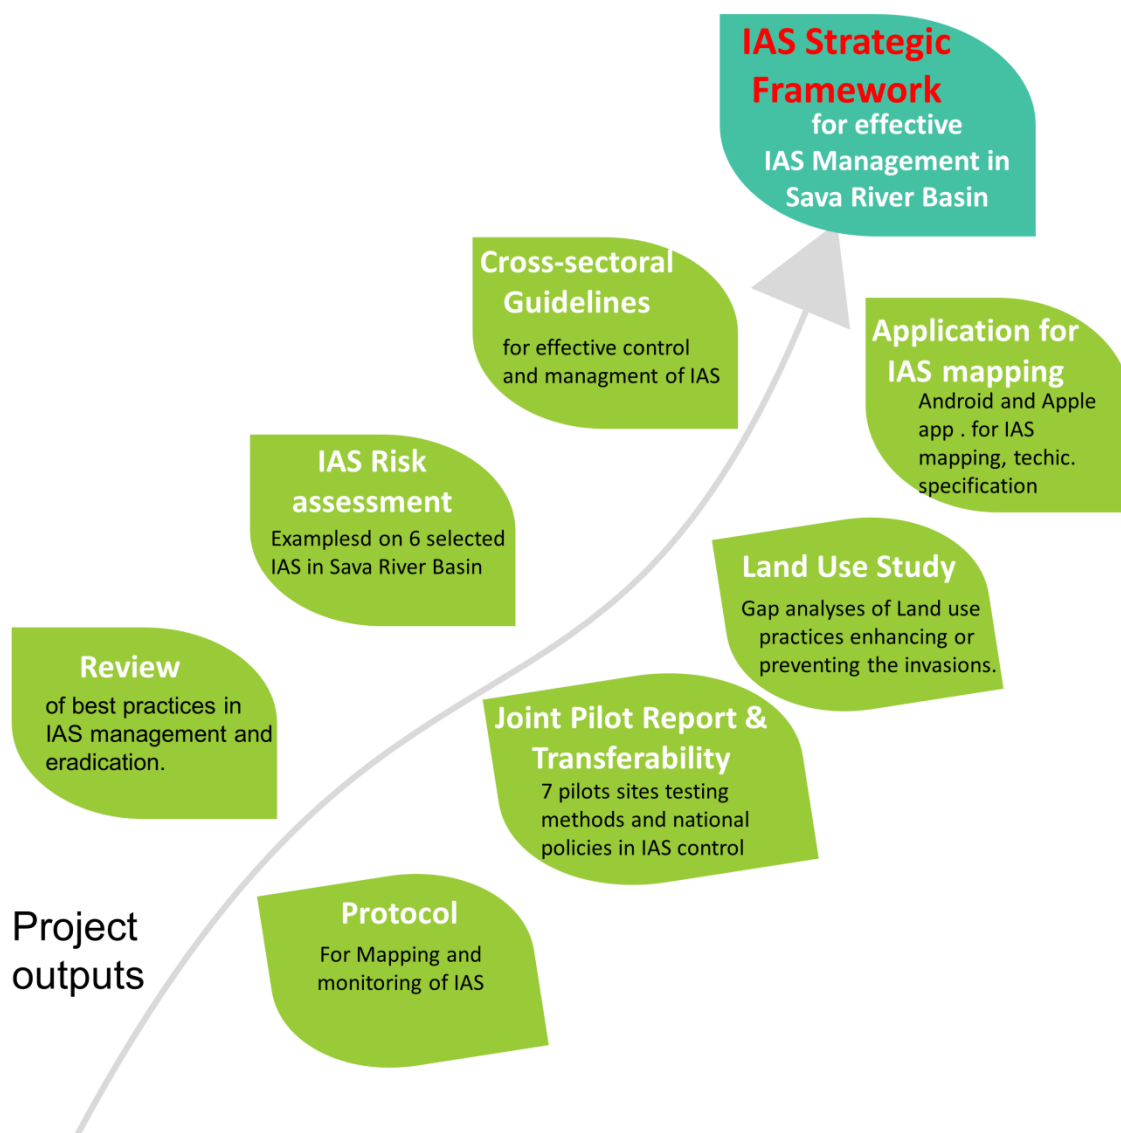 IAS Strategic
Framework
for effective
IAS Management in
Sava River Basin
Cross-sectoral
Guidelines
for effective control
and managment of IAS
Application for
IAS mapping
Android and Apple
app . for IAS
mapping, techic.
specification
IAS Risk
assessment
Examplesd on 6 selected
IAS in Sava River Basin
Land Use Study
Gap analyses of Land use
practices enhancing or
preventing the invasions.
Review
of best practices in
IAS management and
eradication.
Joint Pilot Report &
Transferability
7 pilots sites testing
methods and national
policies in IAS control
Protocol
For Mapping and
monitoring of IAS
Project
outputs